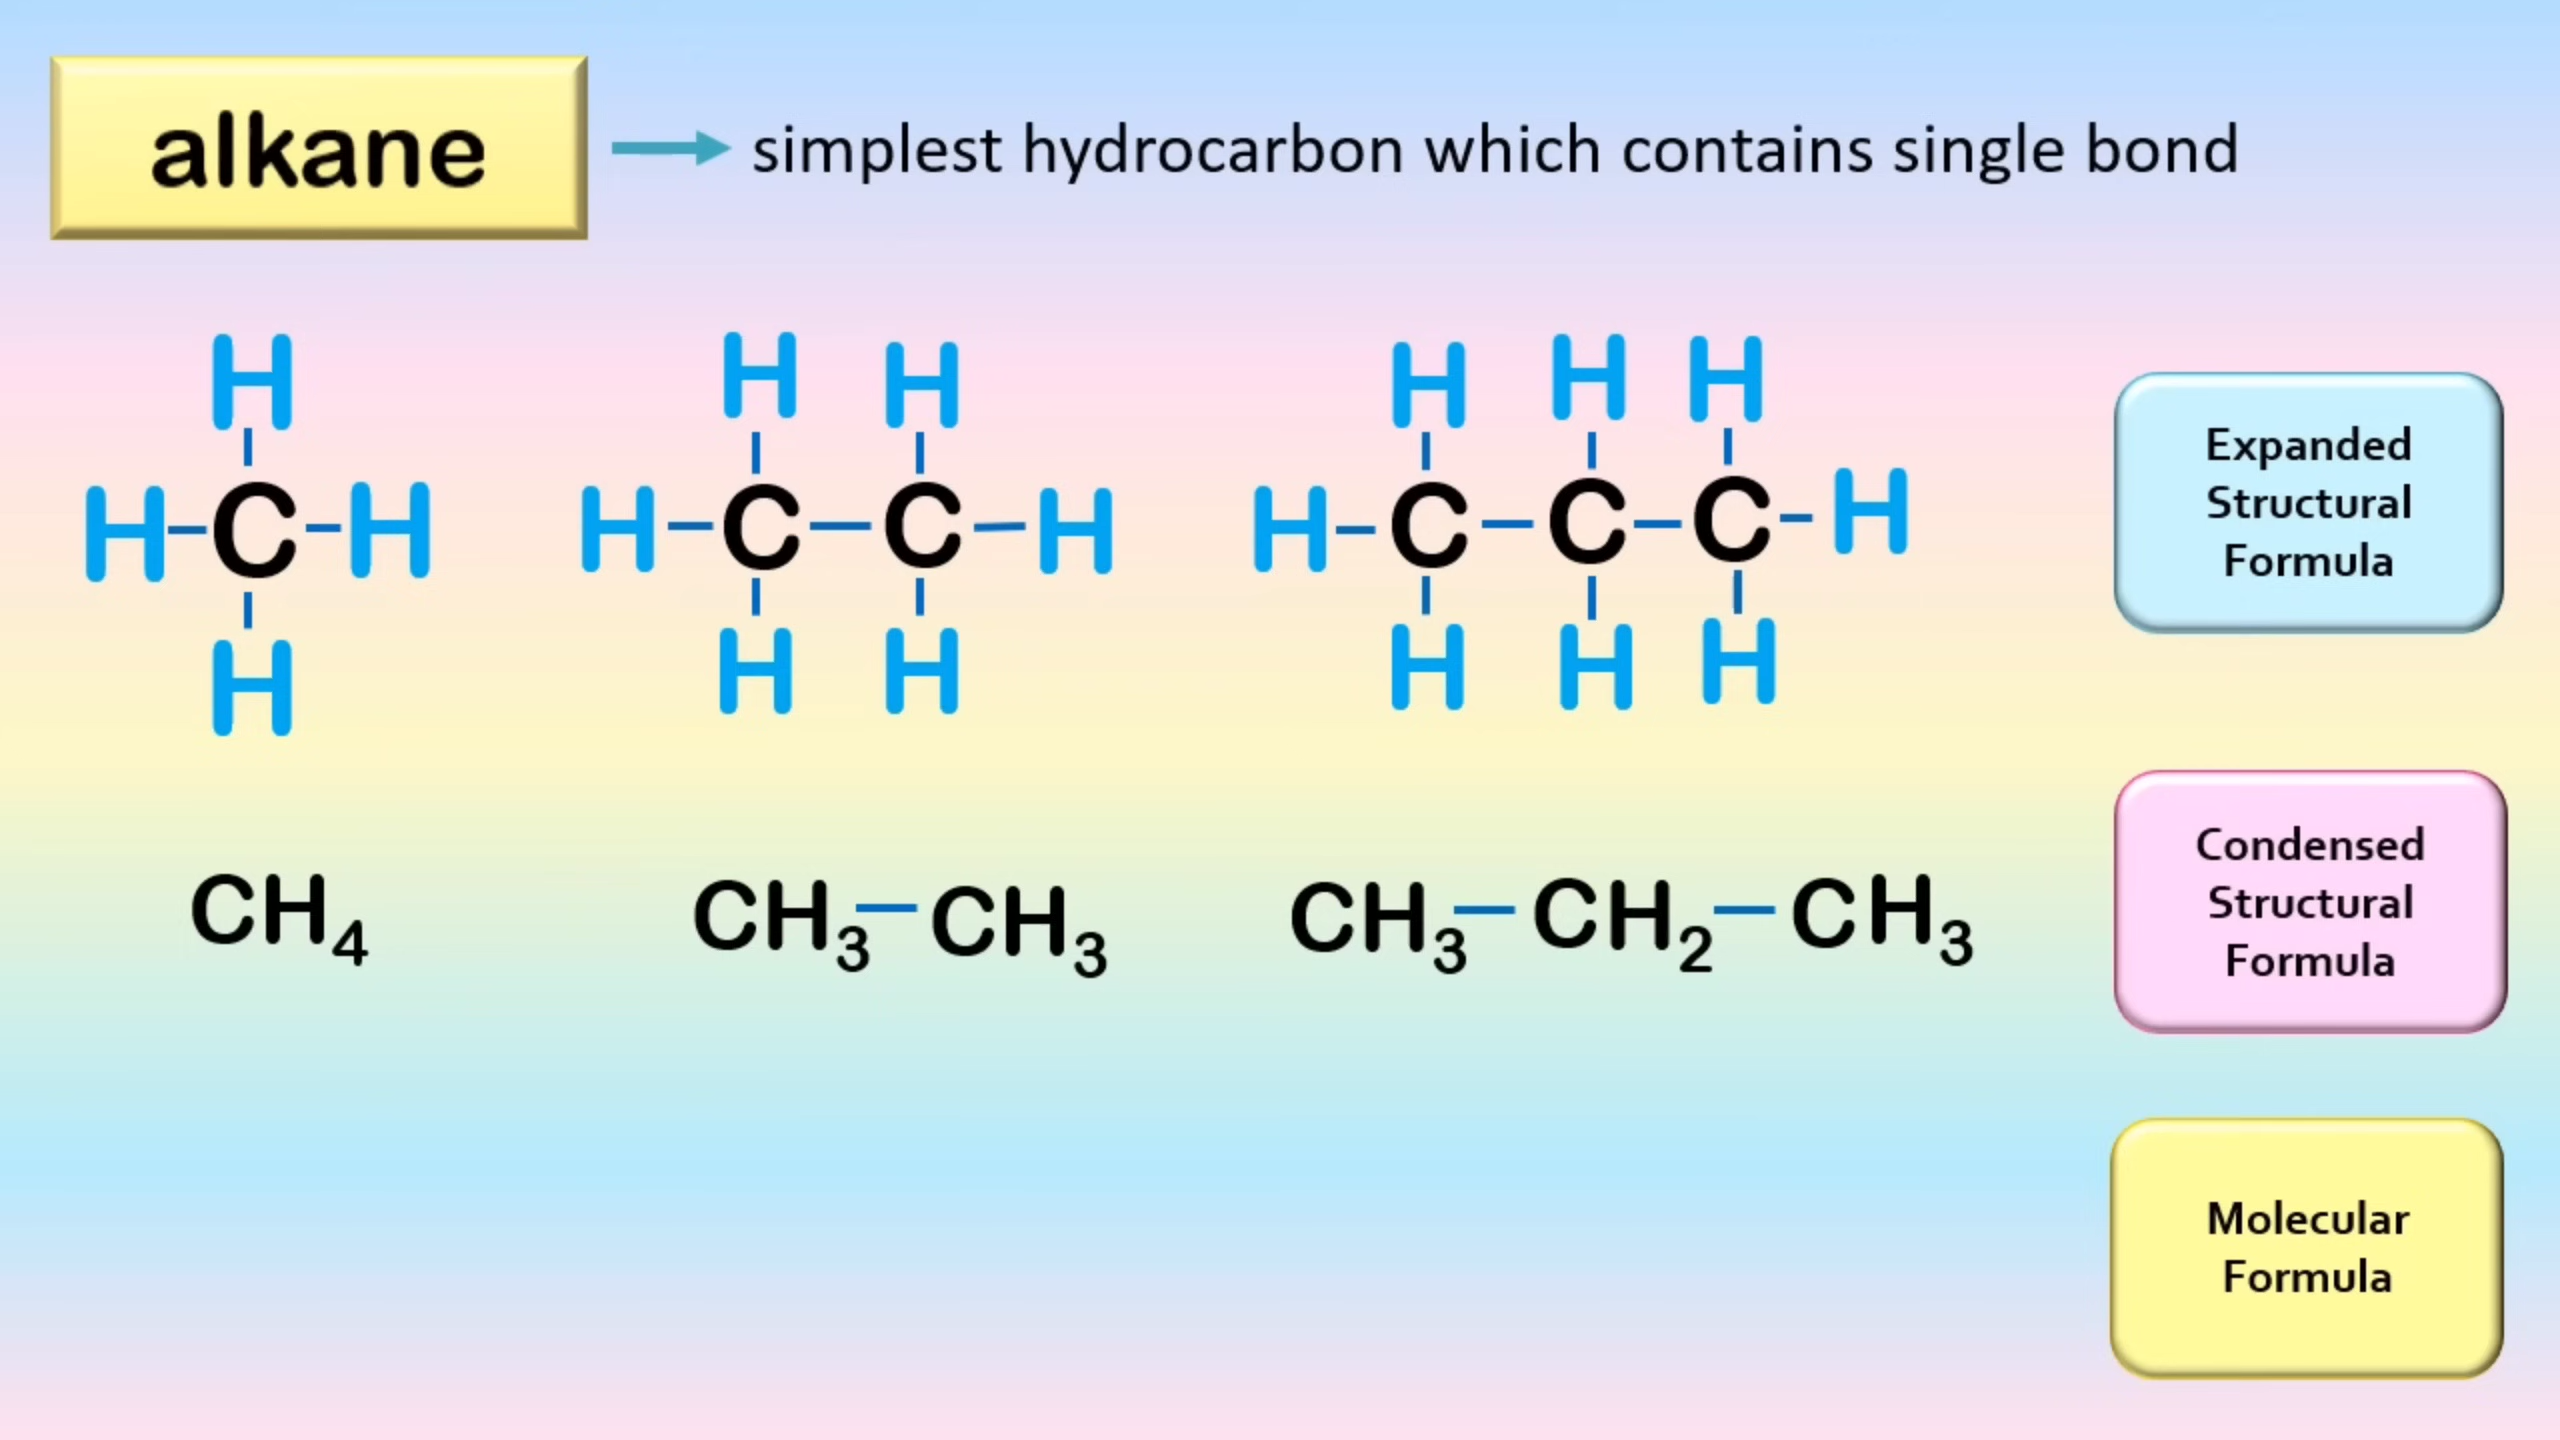 alkane
simplest hydrocarbon which contains single bond
H H H H H H
H-C-H H-C-C-H H-C-C-C-H
H H H H H H
Expanded
Structural
Formula
CH₄ CH₃-CH₃ CH₃-CH₂-CH₃
Condensed
Structural
Formula
Molecular
Formula